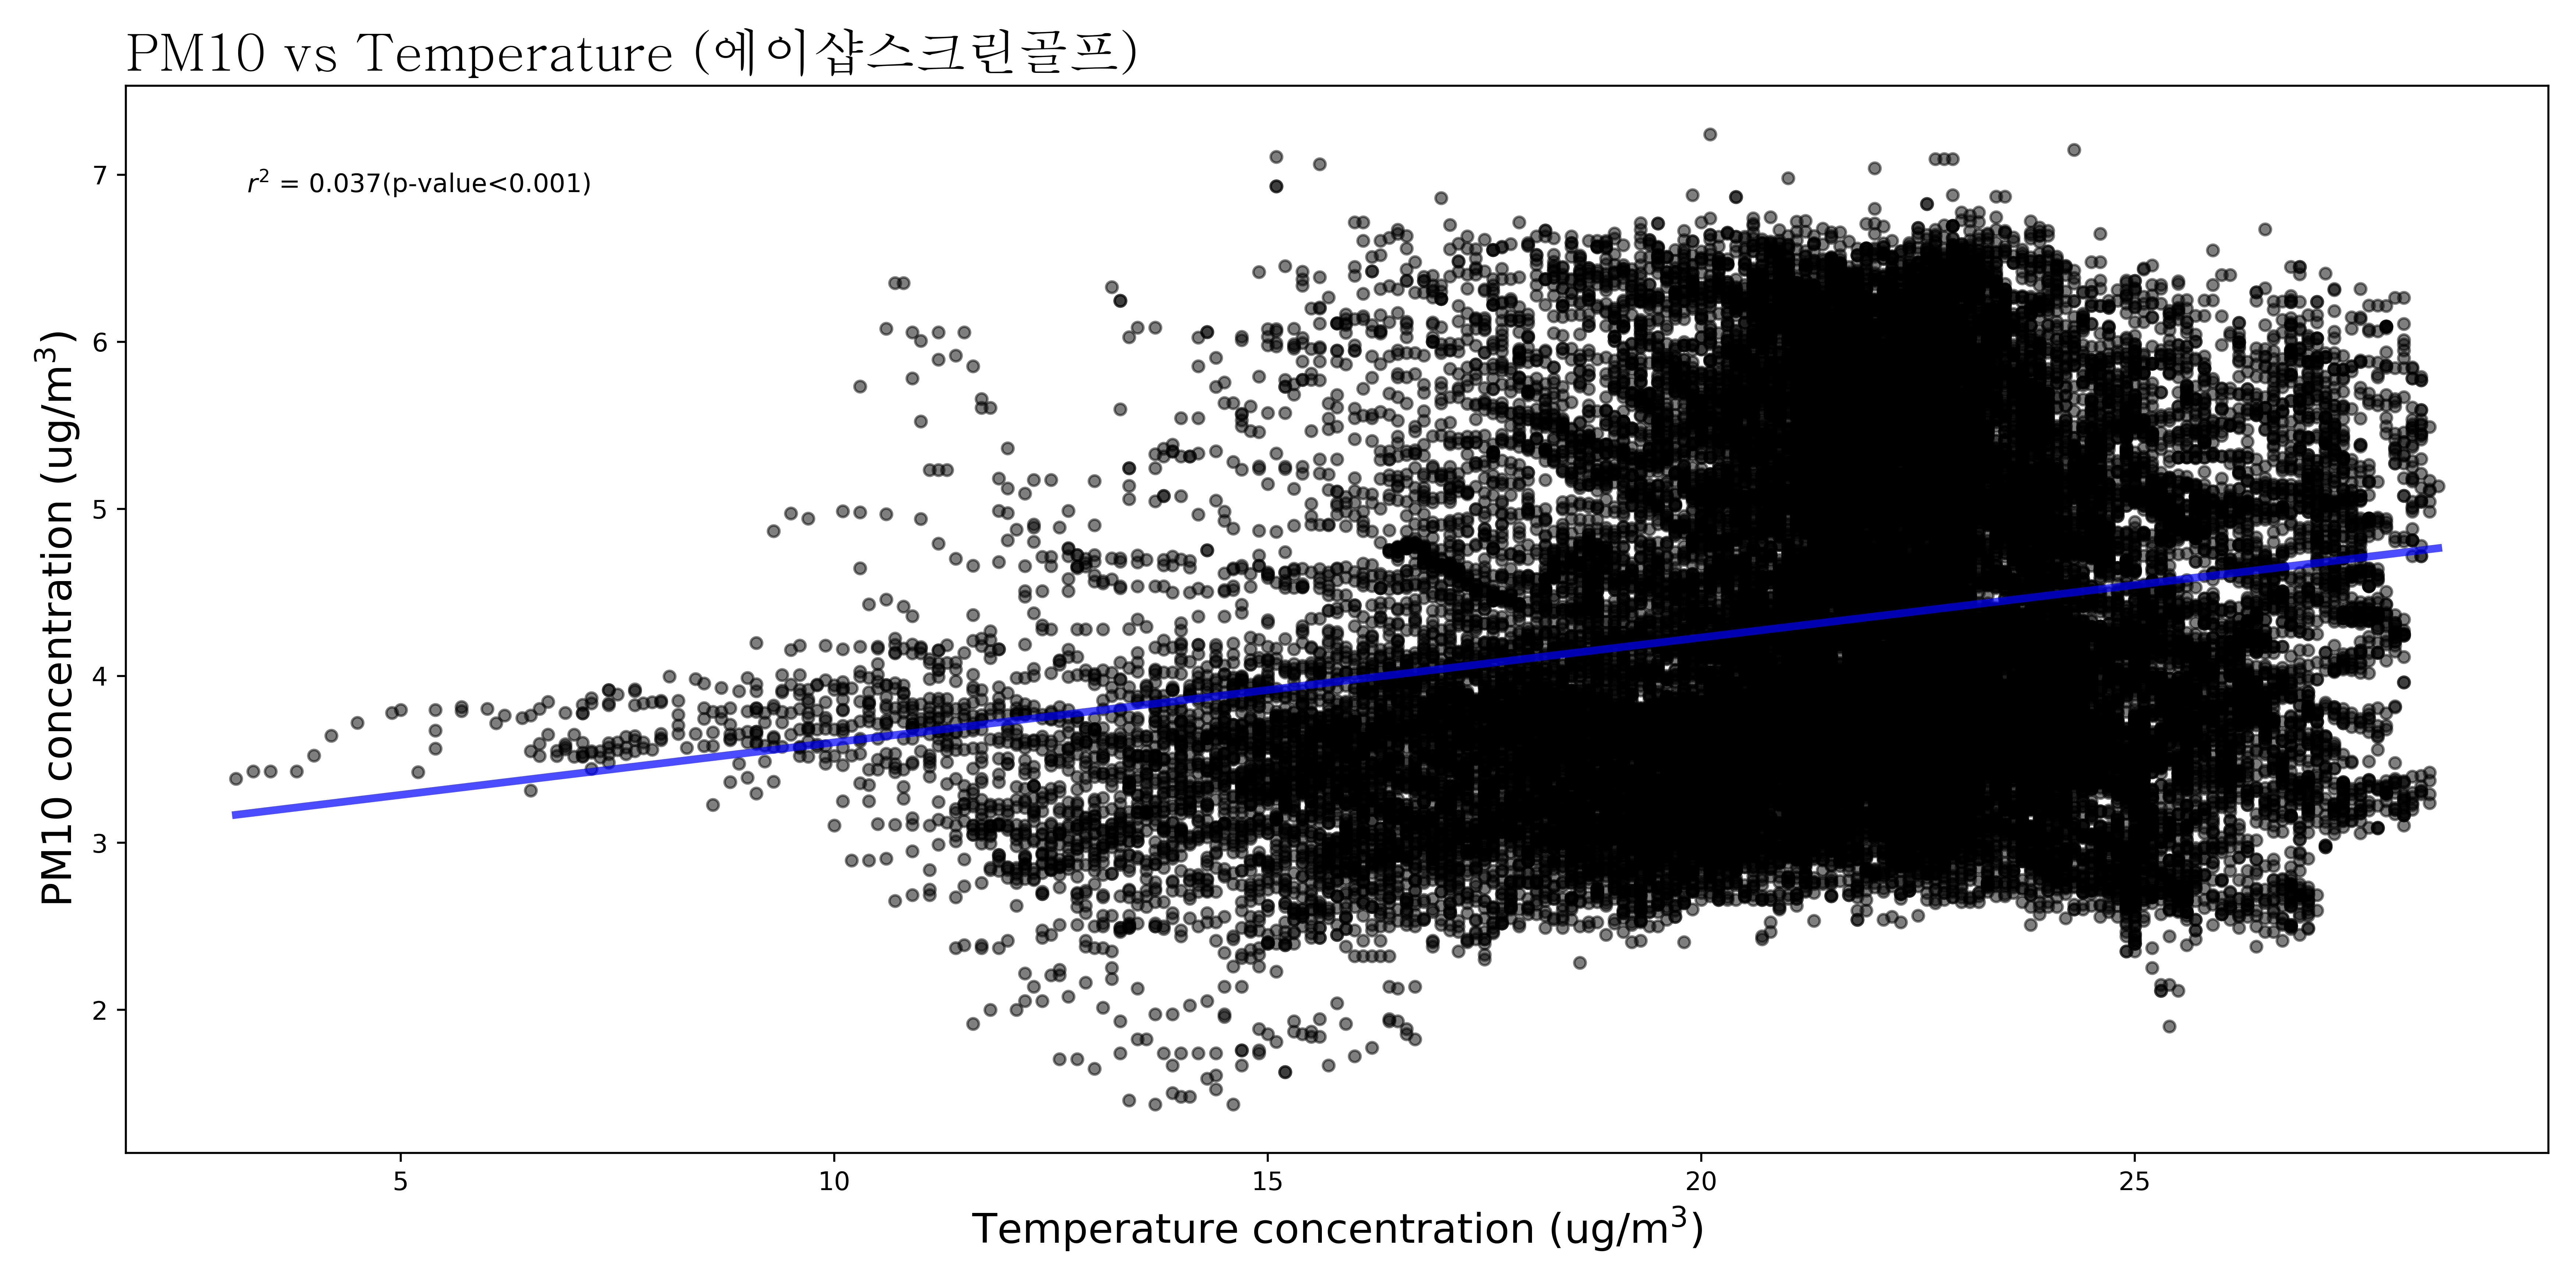 PM10 vs Temperature (에이샵스크린골프)
r² = 0.037(p-value<0.001)
PM10 concentration (ug/m³)
7
6
5
4
3
2
5 10 15 20 25
Temperature concentration (ug/m³)